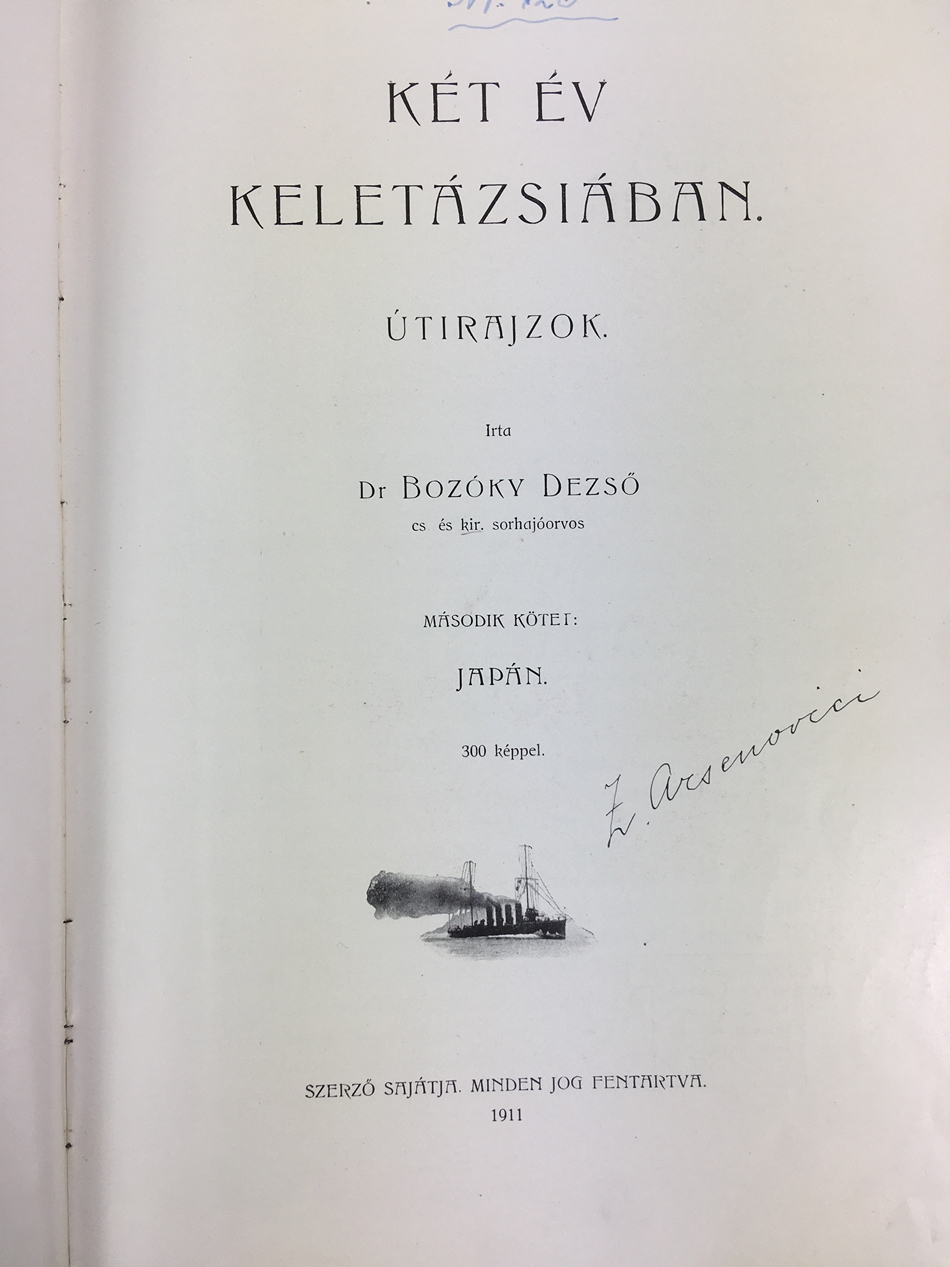 KÉT ÉV
KELETÁZSIÁBAN.
ÚTIRAJZOK.
Irta
Dr BOZÓKY DEZSŐ
cs és kir. sorhajóorvos
MÁSODIK KÖTET:
JAPÁN.
300 képpel.
Z. Arsenovici
SZERZŐ SAJÁTJA. MINDEN JOG FENTARTVA.
1911